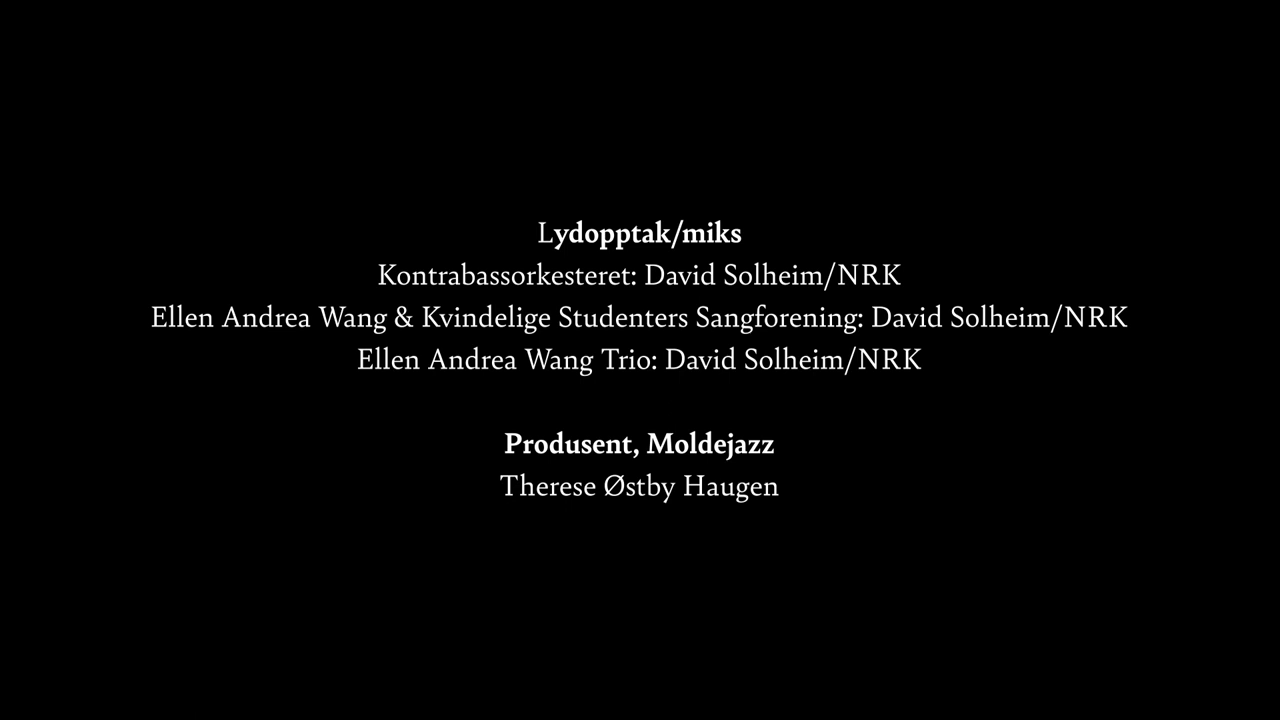 Lydopptak/miks
Kontrabassorkesteret: David Solheim/NRK
Ellen Andrea Wang & Kvindelige Studenters Sangforening: David Solheim/NRK
Ellen Andrea Wang Trio: David Solheim/NRK
Produsent, Moldejazz
Therese Østby Haugen